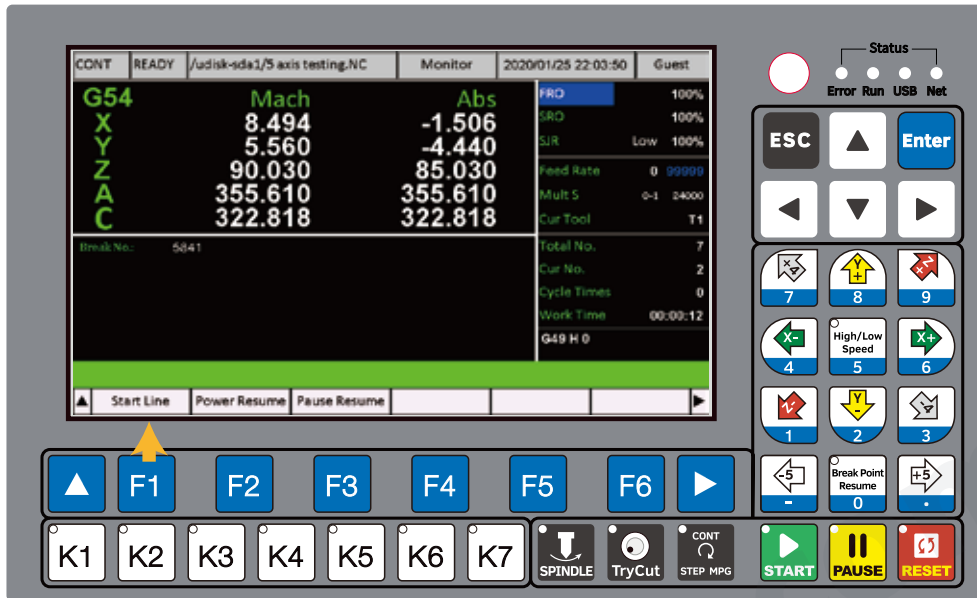 CONT READY /udisk-sda1/5 axis testing.NC Monitor 2020/01/25 22:03:50 Guest
G54 Mach Abs
X 8.494 -1.506
Y 5.560 -4.440
Z 90.030 85.030
A 355.610 355.610
C 322.818 322.818
Break No.: 5841
FRO 100%
SRO 100%
SJR Low 100%
Feed Rate 0 99999
Mult S 0-1 24000
Cur Tool T1
Total No. 7
Cur No. 2
Cycle Times 0
Work Time 00:00:12
G49 H 0
Start Line Power Resume Pause Resume
Status
Error Run USB Net
ESC Enter
7 Y+ 8 9
X- 4 High/Low Speed 5 X+ 6
1 Y- 2 3
-5 - Break Point Resume 0 +5 .
F1 F2 F3 F4 F5 F6
K1 K2 K3 K4 K5 K6 K7
SPINDLE TryCut CONT STEP MPG START PAUSE RESET